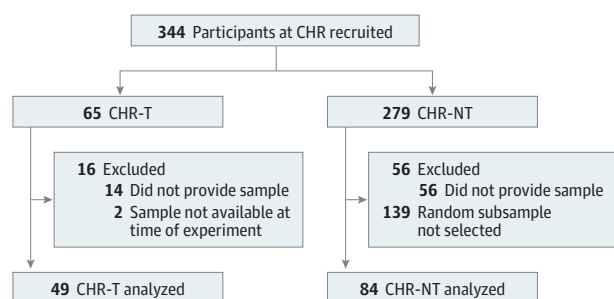 344 Participants at CHR recruited
65 CHR-T
279 CHR-NT
16 Excluded
14 Did not provide sample
2 Sample not available at
time of experiment
56 Excluded
56 Did not provide sample
139 Random subsample
not selected
49 CHR-T analyzed
84 CHR-NT analyzed